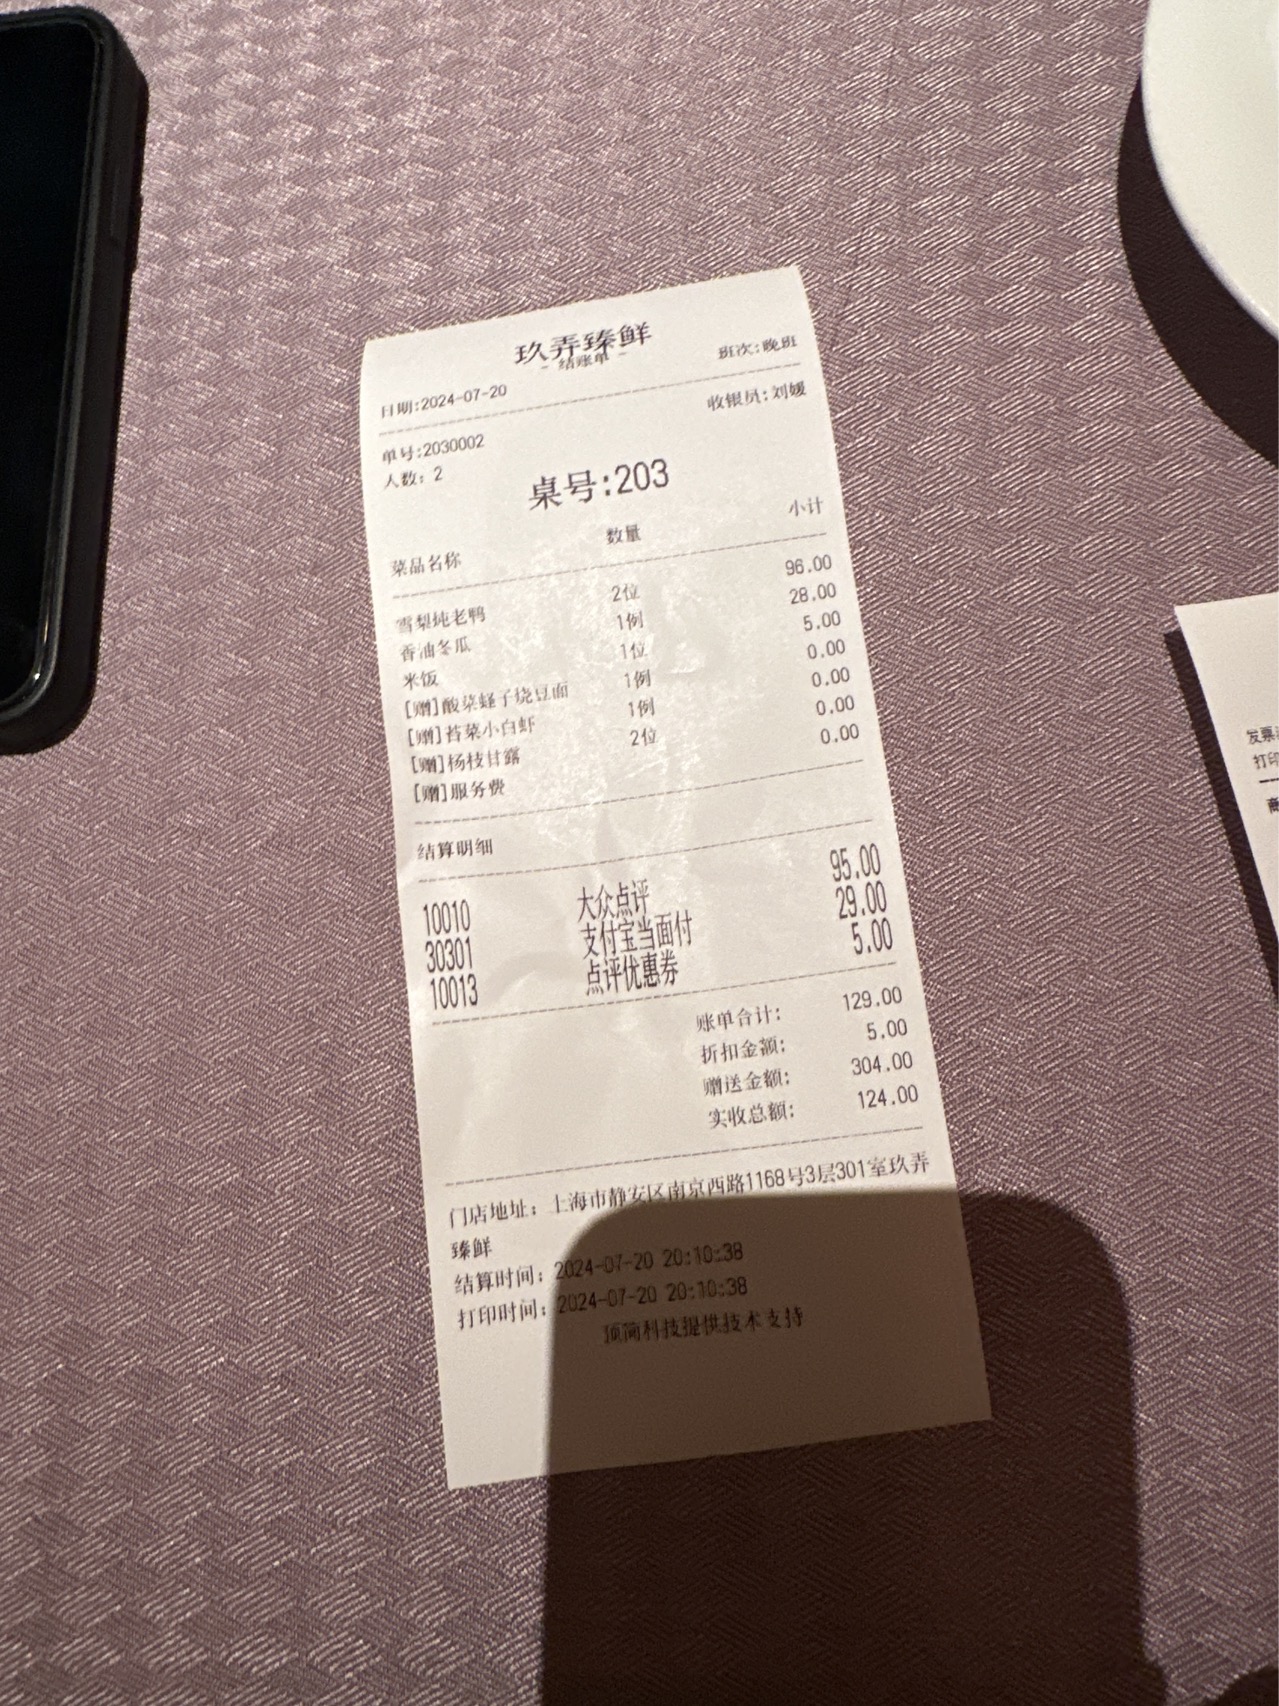 玖弄臻鲜
- 结账单 -
日期:2024-07-20 班次:晚班
单号:2030002 收银员:刘媛
人数: 2
桌号:203
菜品名称 数量 小计
雪梨炖老鸭 2位 96.00
香油冬瓜 1例 28.00
米饭 1位 5.00
[赠]酸菜蛏子烧豆面 1例 0.00
[赠]苔菜小白虾 1例 0.00
[赠]杨枝甘露 2位 0.00
[赠]服务费 0.00
结算明细
10010 大众点评 95.00
30301 支付宝当面付 29.00
10013 点评优惠券 5.00
账单合计: 129.00
折扣金额: 5.00
赠送金额: 304.00
实收总额: 124.00
门店地址: 上海市静安区南京西路1168号3层301室玖弄
臻鲜
结算时间: 2024-07-20 20:10:38
打印时间: 2024-07-20 20:10:38
顶简科技提供技术支持
发票
打印